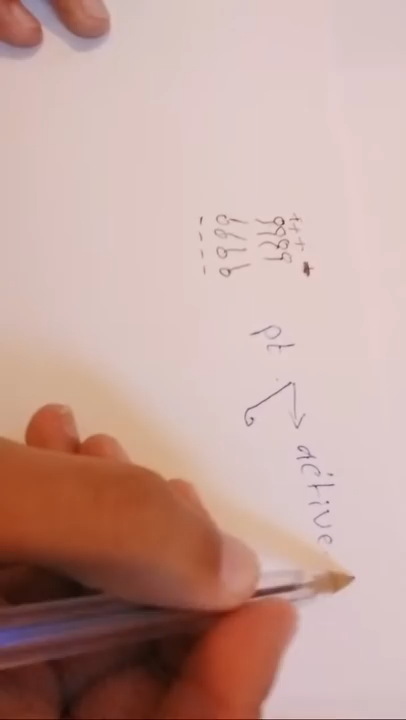 ++++
----
pt
active